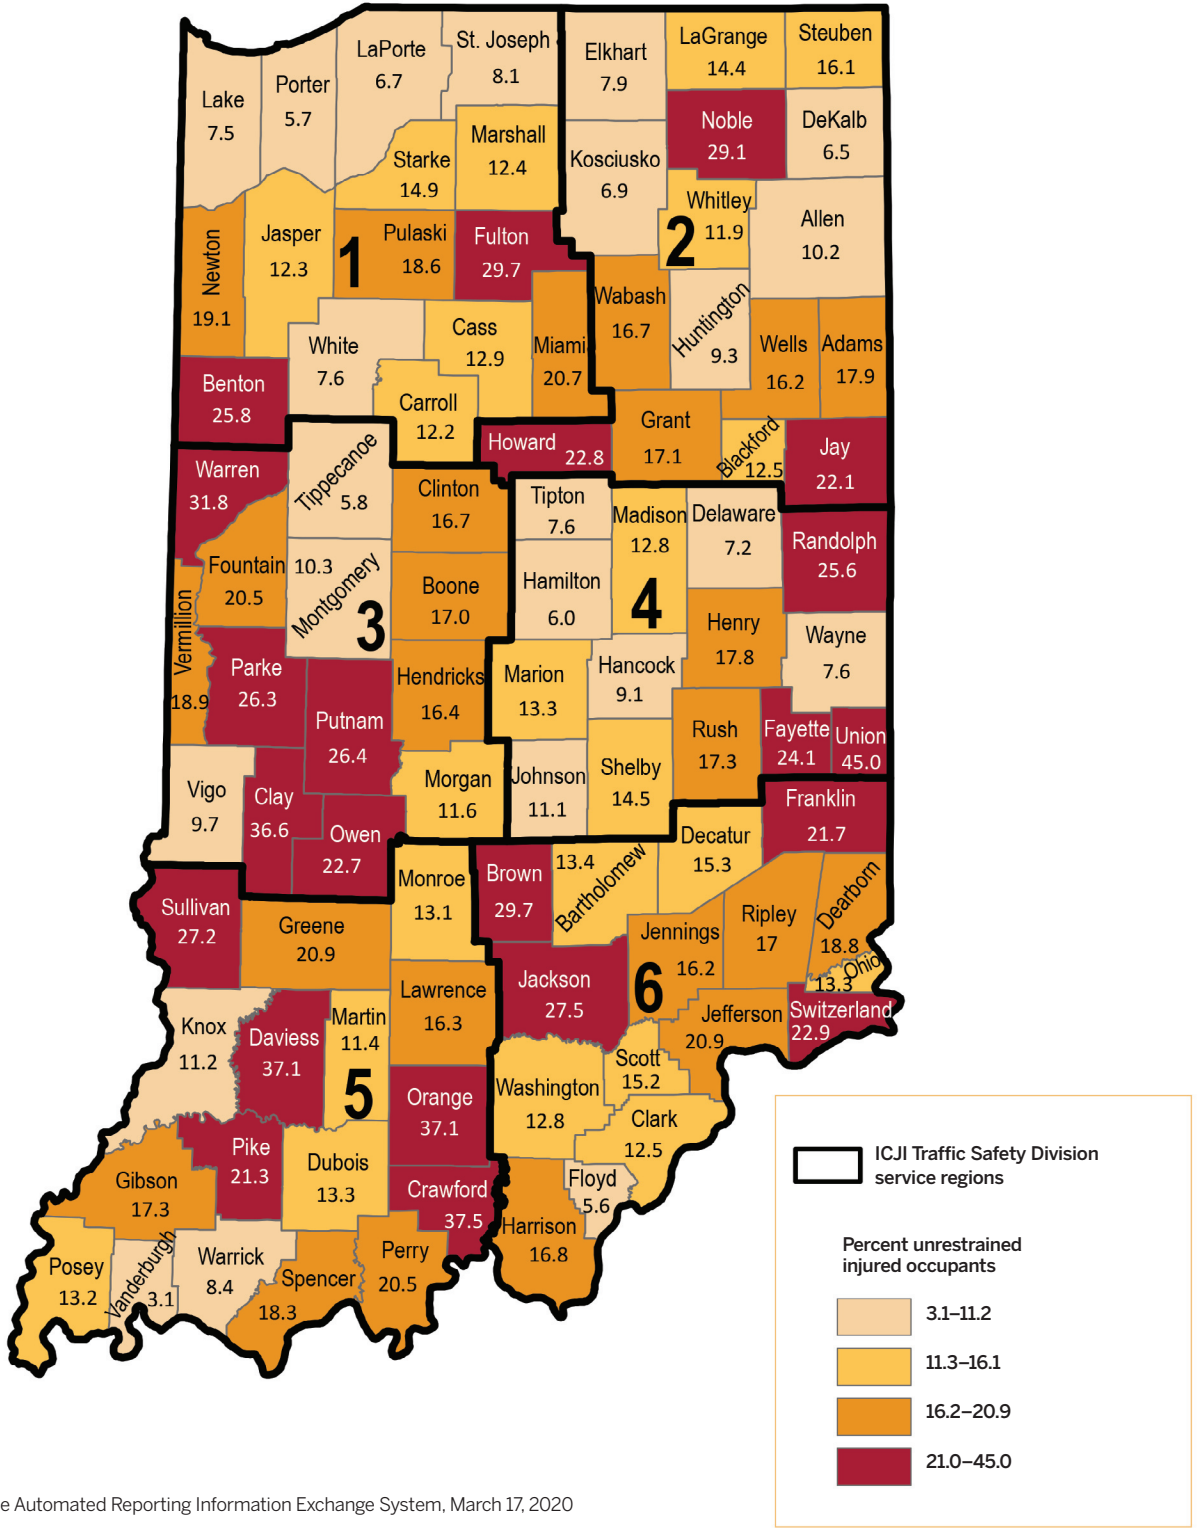 LaPorte
6.7
St. Joseph
8.1
Elkhart
7.9
LaGrange
14.4
Steuben
16.1
Lake
7.5
Porter
5.7
Noble
29.1
DeKalb
6.5
Starke
14.9
Marshall
12.4
Kosciusko
6.9
Whitley
11.9
2
Allen
10.2
Newton
19.1
Jasper
12.3
1
Pulaski
18.6
Fulton
29.7
Wabash
16.7
Huntington
9.3
Wells
16.2
Adams
17.9
White
7.6
Cass
12.9
Miami
20.7
Benton
25.8
Carroll
12.2
Howard
22.8
Grant
17.1
Blackford
12.5
Jay
22.1
Warren
31.8
Tippecanoe
5.8
Clinton
16.7
Tipton
7.6
Madison
12.8
Delaware
7.2
Randolph
25.6
Fountain
20.5
10.3
Montgomery
3
Boone
17.0
Hamilton
6.0
4
Henry
17.8
Wayne
7.6
Vermillion
18.9
Parke
26.3
Putnam
26.4
Hendricks
16.4
Marion
13.3
Hancock
9.1
Rush
17.3
Fayette
24.1
Union
45.0
Vigo
9.7
Clay
36.6
Owen
22.7
Morgan
11.6
Johnson
11.1
Shelby
14.5
Franklin
21.7
Decatur
15.3
Monroe
13.1
Brown
29.7
13.4
Bartholomew
Sullivan
27.2
Greene
20.9
Jennings
16.2
6
Ripley
17
Dearborn
18.8
Ohio
13.3
Lawrence
16.3
Jackson
27.5
Jefferson
20.9
Switzerland
22.9
Knox
11.2
Daviess
37.1
Martin
11.4
5
Scott
15.2
Washington
12.8
Orange
37.1
Clark
12.5
Pike
21.3
Dubois
13.3
Crawford
37.5
Floyd
5.6
Gibson
17.3
Harrison
16.8
Posey
13.2
Vanderburgh
3.1
Warrick
8.4
Spencer
18.3
Perry
20.5
ICJI Traffic Safety Division
service regions
Percent unrestrained
injured occupants
3.1–11.2
11.3–16.1
16.2–20.9
21.0–45.0
e Automated Reporting Information Exchange System, March 17, 2020